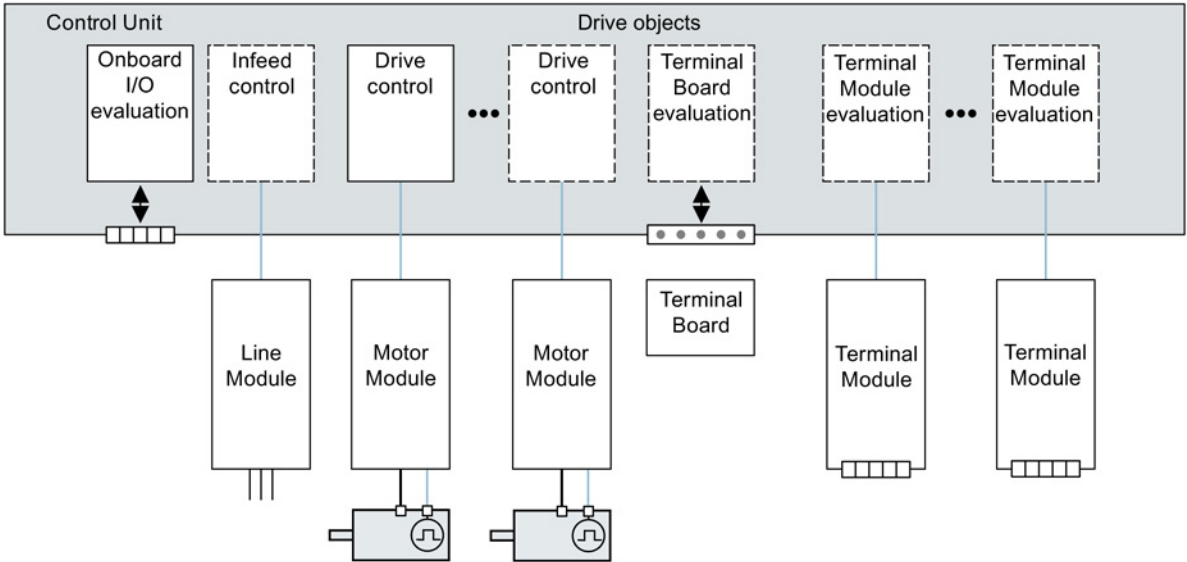 Control Unit
Drive objects
Onboard
I/O
evaluation
Infeed
control
Drive
control
Drive
control
Terminal
Board
evaluation
Terminal
Module
evaluation
Terminal
Module
evaluation
Line
Module
Motor
Module
Motor
Module
Terminal
Board
Terminal
Module
Terminal
Module